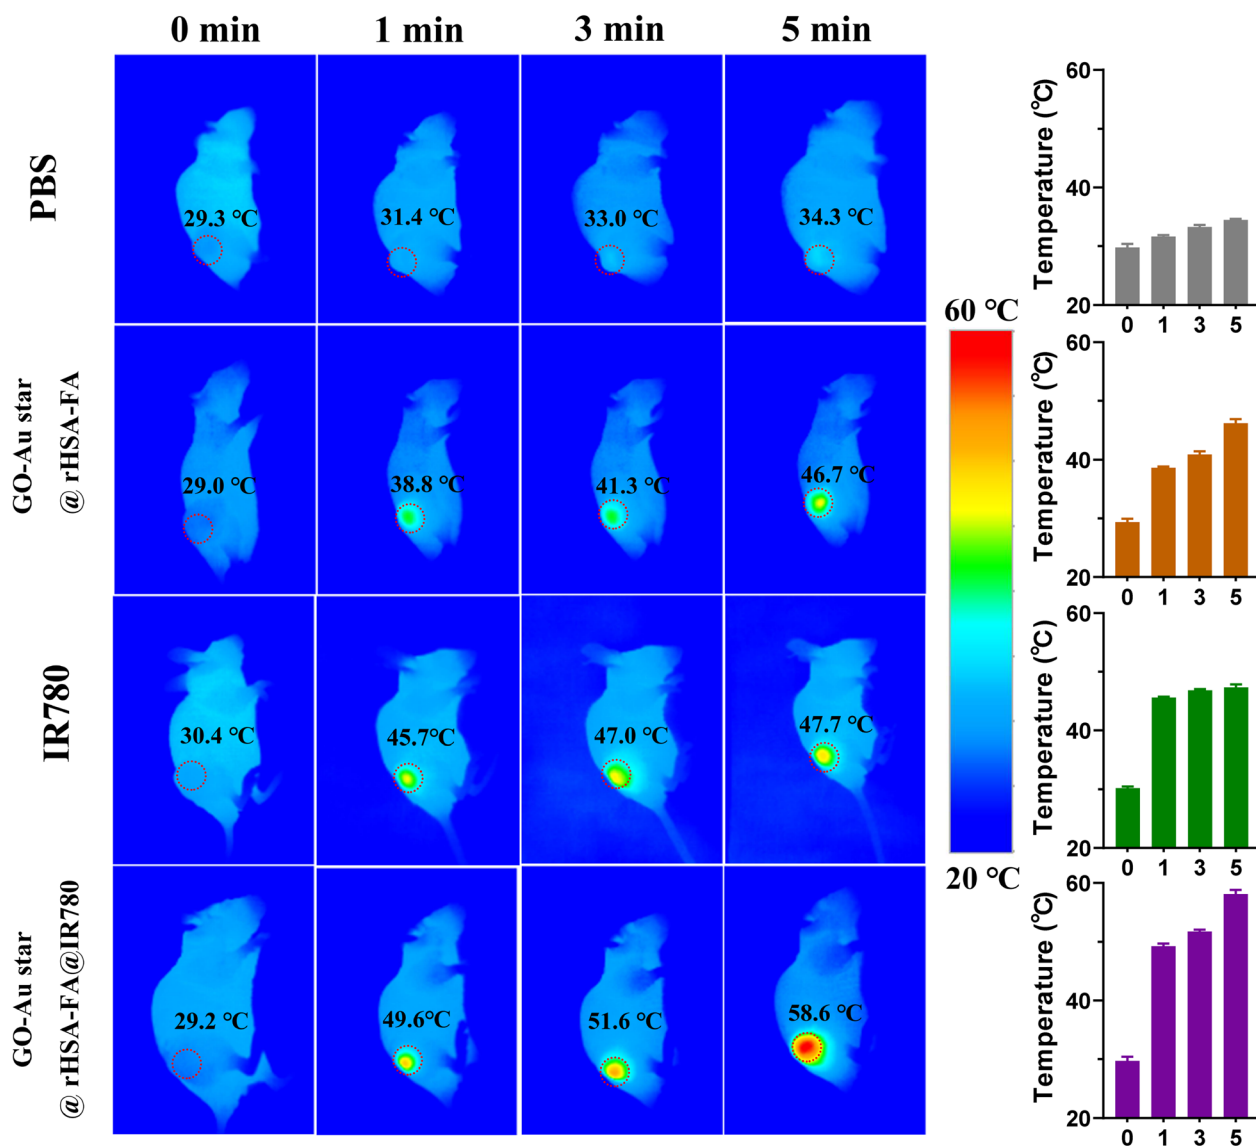 0 min 1 min 3 min 5 min
PBS
29.3 ℃ 31.4 ℃ 33.0 ℃ 34.3 ℃
Temperature (℃)
60
40
20
0 1 3 5
60 ℃
20 ℃
GO-Au star
@ rHSA-FA
29.0 ℃ 38.8 ℃ 41.3 ℃ 46.7 ℃
Temperature (℃)
60
40
20
0 1 3 5
IR780
30.4 ℃ 45.7℃ 47.0 ℃ 47.7 ℃
Temperature (℃)
60
40
20
0 1 3 5
GO-Au star
@ rHSA-FA@IR780
29.2 ℃ 49.6℃ 51.6 ℃ 58.6 ℃
Temperature (℃)
60
40
20
0 1 3 5